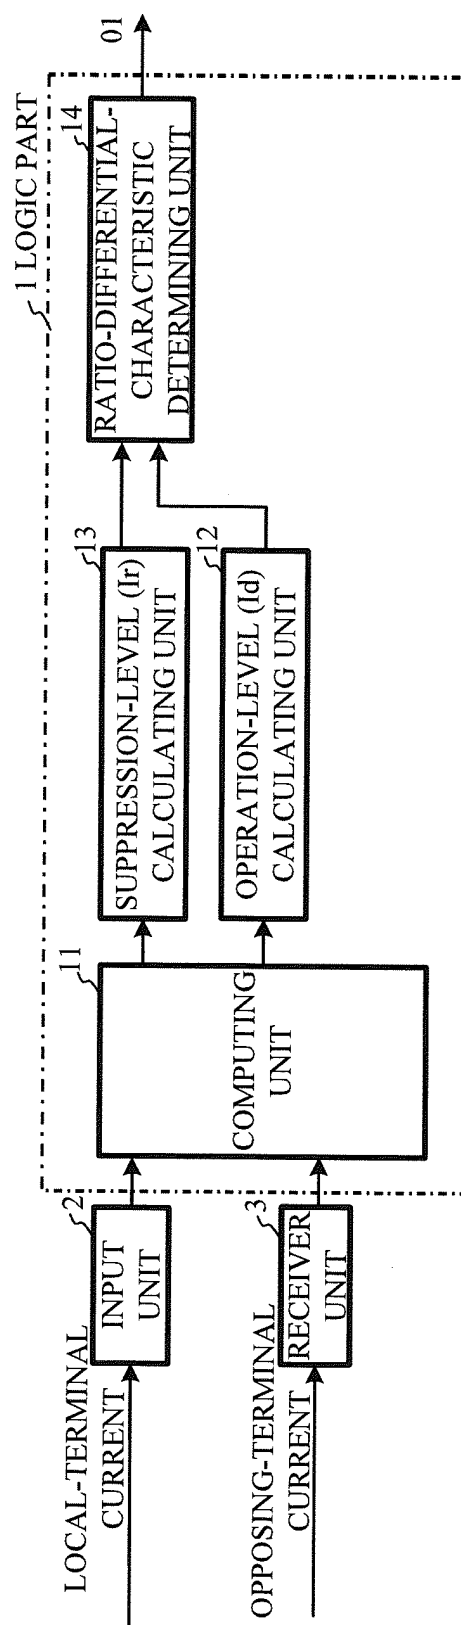 1 LOGIC PART
LOCAL-TERMINAL
CURRENT
2
INPUT
UNIT
OPPOSING-TERMINAL
CURRENT
3
RECEIVER
UNIT
11
COMPUTING
UNIT
13
SUPPRESSION-LEVEL (Ir)
CALCULATING UNIT
12
OPERATION-LEVEL (Id)
CALCULATING UNIT
14
RATIO-DIFFERENTIAL-
CHARACTERISTIC
DETERMINING UNIT
01